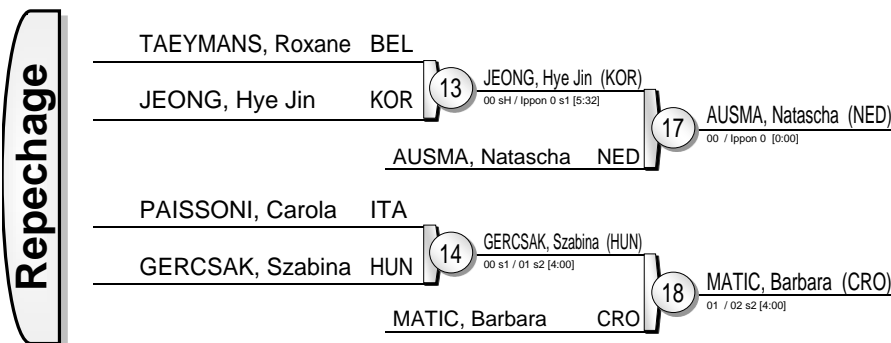 Repechage
TAEYMANS, Roxane BEL
JEONG, Hye Jin KOR
13
JEONG, Hye Jin (KOR)
00 sH / Ippon 0 s1 [5:32]
AUSMA, Natascha NED
17
AUSMA, Natascha (NED)
00 / Ippon 0 [0:00]
PAISSONI, Carola ITA
GERCSAK, Szabina HUN
14
GERCSAK, Szabina (HUN)
00 s1 / 01 s2 [4:00]
MATIC, Barbara CRO
18
MATIC, Barbara (CRO)
01 / 02 s2 [4:00]